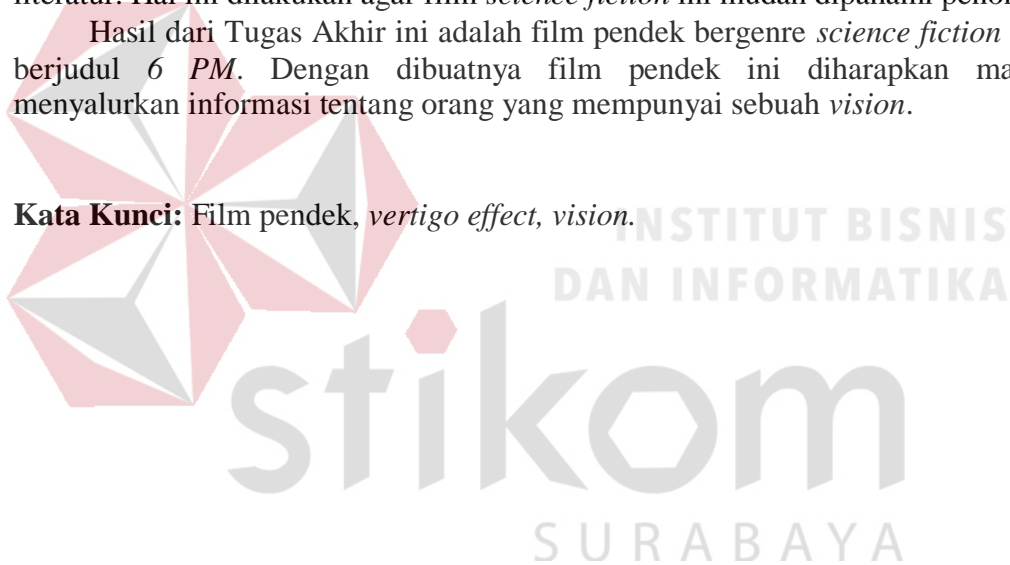 Hasil dari Tugas Akhir ini adalah film pendek bergenre science fiction
berjudul 6 PM. Dengan dibuatnya film pendek ini diharapkan
menyalurkan informasi tentang orang yang mempunyai sebuah vision.
Kata Kunci: Film pendek, vertigo effect, vision.
INSTITUT BISNIS
DAN INFORMATIKA
stikom
SURABAYA